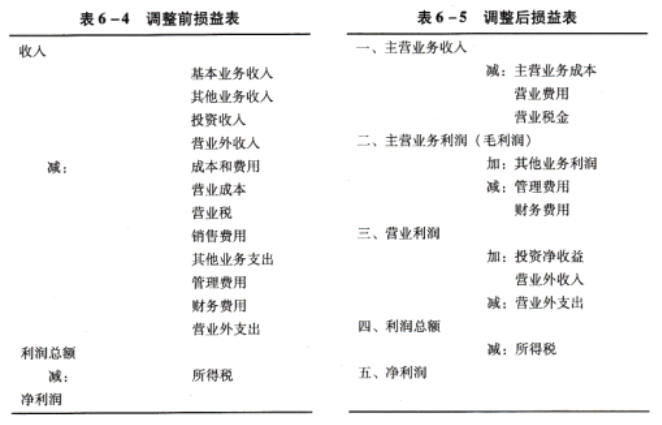 表 6-4 调整前损益表
收入
基本业务收入
其他业务收入
投资收入
营业外收入
减： 成本和费用
营业成本
营业税
销售费用
其他业务支出
管理费用
财务费用
营业外支出
利润总额
减： 所得税
净利润
表 6-5 调整后损益表
一、主营业务收入
减：主营业务成本
营业费用
营业税金
二、主营业务利润（毛利润）
加：其他业务利润
减：管理费用
财务费用
三、营业利润
加：投资净收益
营业外收入
减：营业外支出
四、利润总额
减：所得税
五、净利润